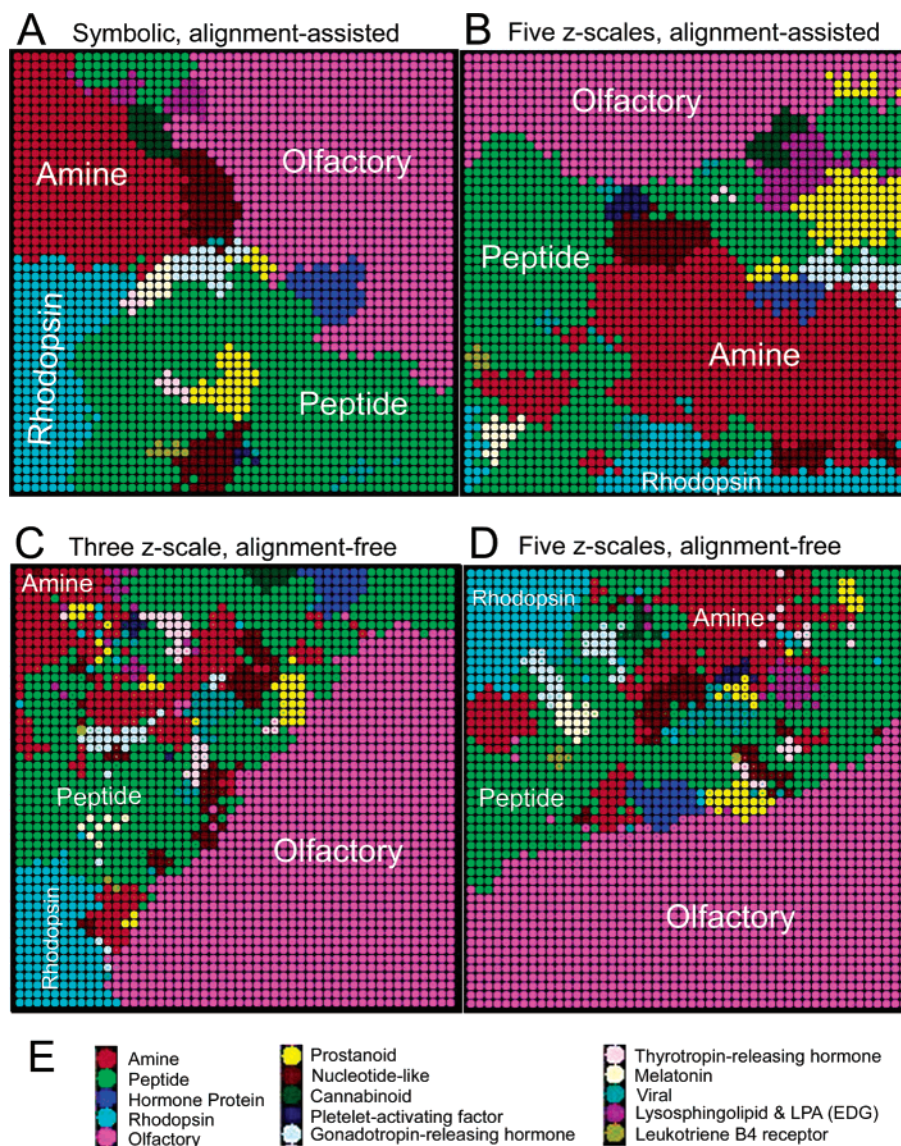 A Symbolic, alignment-assisted
B Five z-scales, alignment-assisted
Amine
Olfactory
Rhodopsin
Peptide
Olfactory
Peptide
Amine
Rhodopsin
C Three z-scale, alignment-free
D Five z-scales, alignment-free
Amine
Peptide
Rhodopsin
Olfactory
Rhodopsin
Amine
Peptide
Olfactory
E
Amine
Peptide
Hormone Protein
Rhodopsin
Olfactory
Prostanoid
Nucleotide-like
Cannabinoid
Pletelet-activating factor
Gonadotropin-releasing hormone
Thyrotropin-releasing hormone
Melatonin
Viral
Lysosphingolipid & LPA (EDG)
Leukotriene B4 receptor